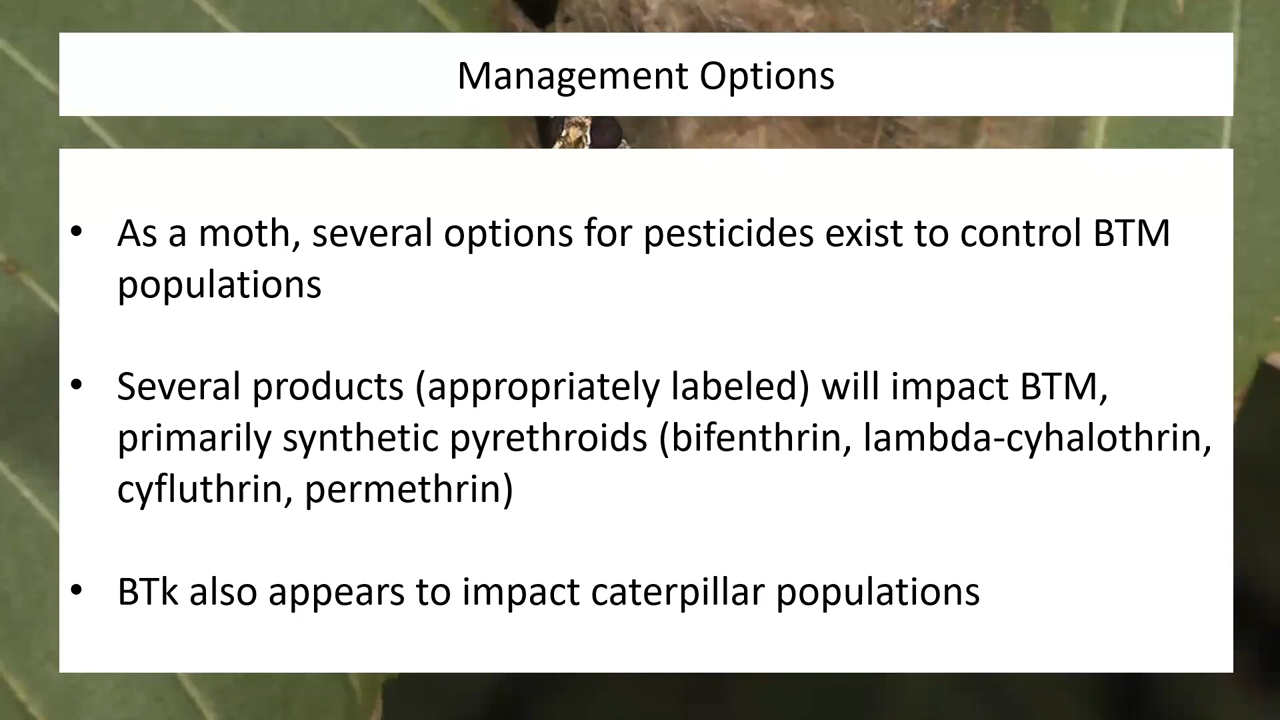 Management Options
• As a moth, several options for pesticides exist to control BTM
populations
• Several products (appropriately labeled) will impact BTM,
primarily synthetic pyrethroids (bifenthrin, lambda-cyhalothrin,
cyfluthrin, permethrin)
• BTk also appears to impact caterpillar populations